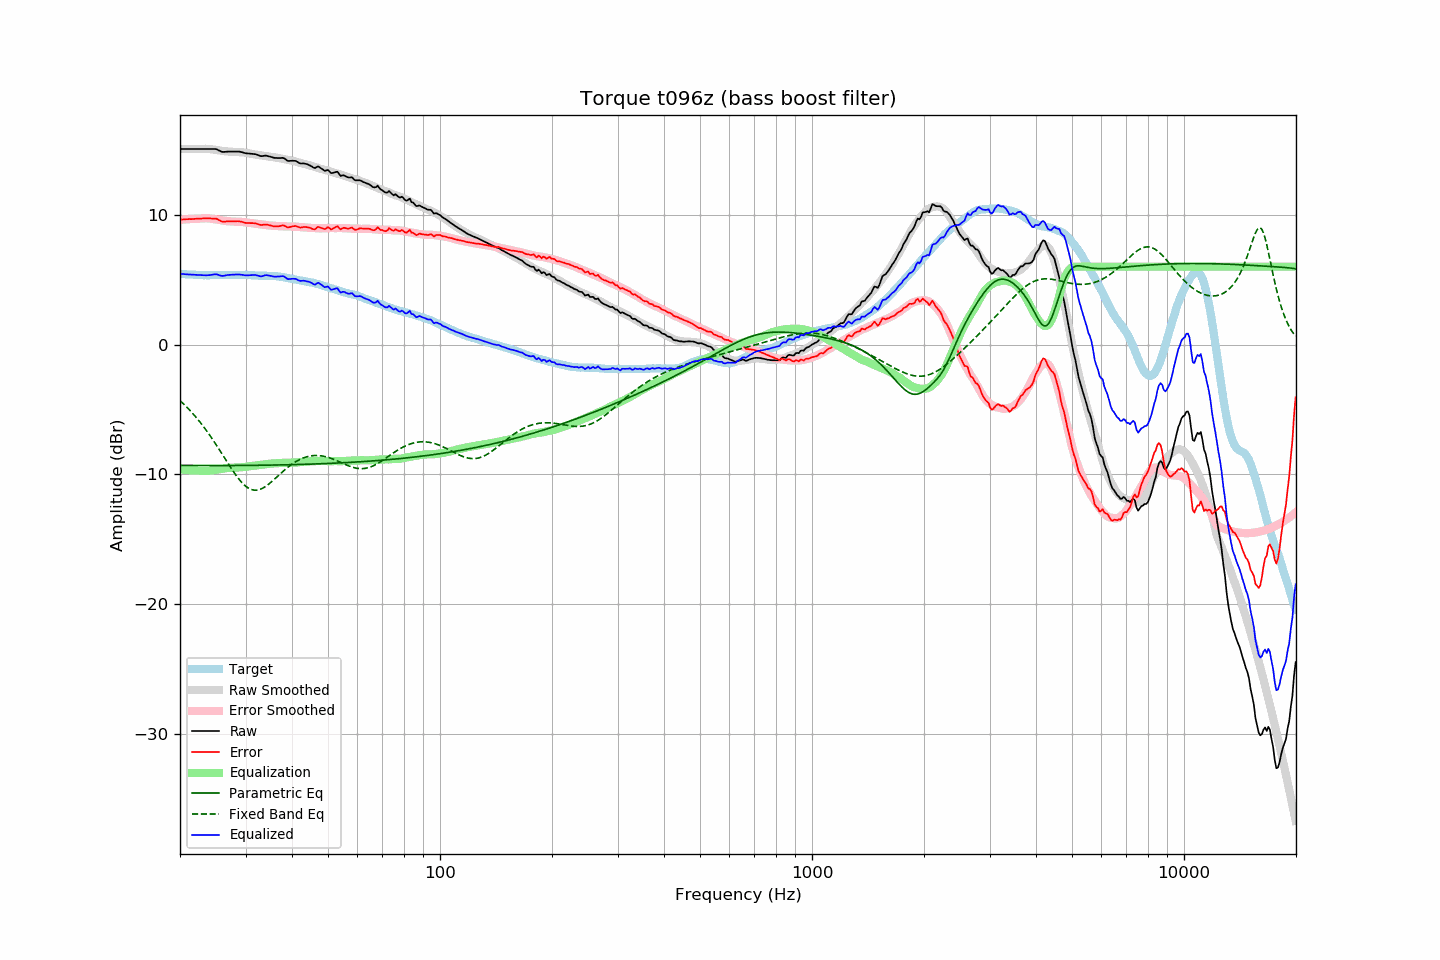 Torque t096z (bass boost filter)
Amplitude (dBr)
10
0
−10
−20
−30
Target
Raw Smoothed
Error Smoothed
Raw
Error
Equalization
Parametric Eq
Fixed Band Eq
Equalized
100
1000
10000
Frequency (Hz)